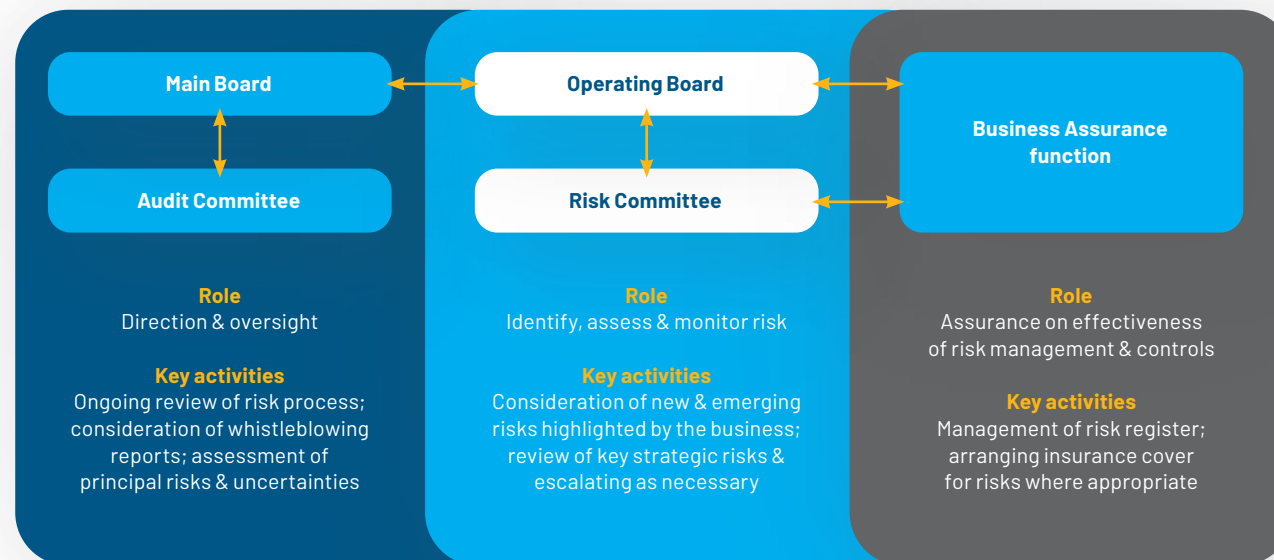 Main Board
Audit Committee
Role
Direction & oversight
Key activities
Ongoing review of risk process;
consideration of whistleblowing
reports; assessment of
principal risks & uncertainties
Operating Board
Risk Committee
Role
Identify, assess & monitor risk
Key activities
Consideration of new & emerging
risks highlighted by the business;
review of key strategic risks &
escalating as necessary
Business Assurance
function
Role
Assurance on effectiveness
of risk management & controls
Key activities
Management of risk register;
arranging insurance cover
for risks where appropriate